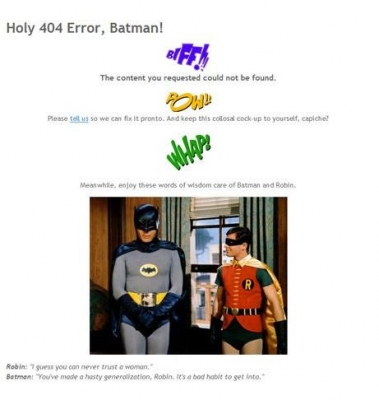 Holy 404 Error, Batman!
BIFF!!!
The content you requested could not be found.
POW!!
Please tell us so we can fix it pronto. And keep this collosal cock-up to yourself, capiche?
WHAP!
Meanwhile, enjoy these words of wisdom care of Batman and Robin.
R
Robin: "I guess you can never trust a woman."
Batman: "You've made a hasty generalization, Robin. It's a bad habit to get into."